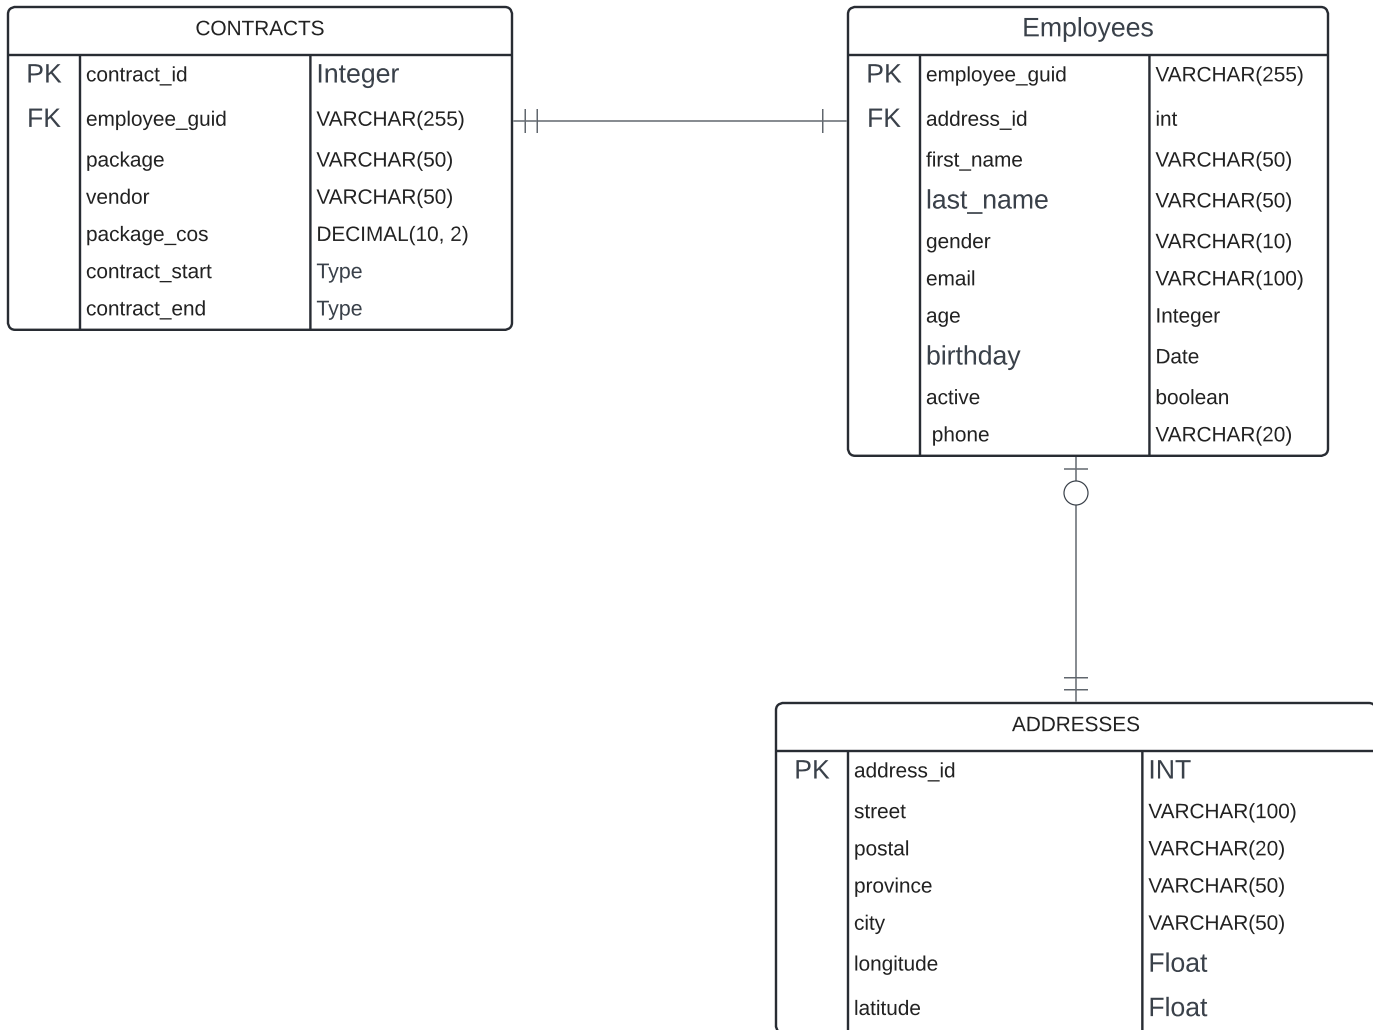 CONTRACTS
PK contract_id Integer
FK employee_guid VARCHAR(255)
package VARCHAR(50)
vendor VARCHAR(50)
package_cos DECIMAL(10, 2)
contract_start Type
contract_end Type
Employees
PK employee_guid VARCHAR(255)
FK address_id int
first_name VARCHAR(50)
last_name VARCHAR(50)
gender VARCHAR(10)
email VARCHAR(100)
age Integer
birthday Date
active boolean
phone VARCHAR(20)
ADDRESSES
PK address_id INT
street VARCHAR(100)
postal VARCHAR(20)
province VARCHAR(50)
city VARCHAR(50)
longitude Float
latitude Float